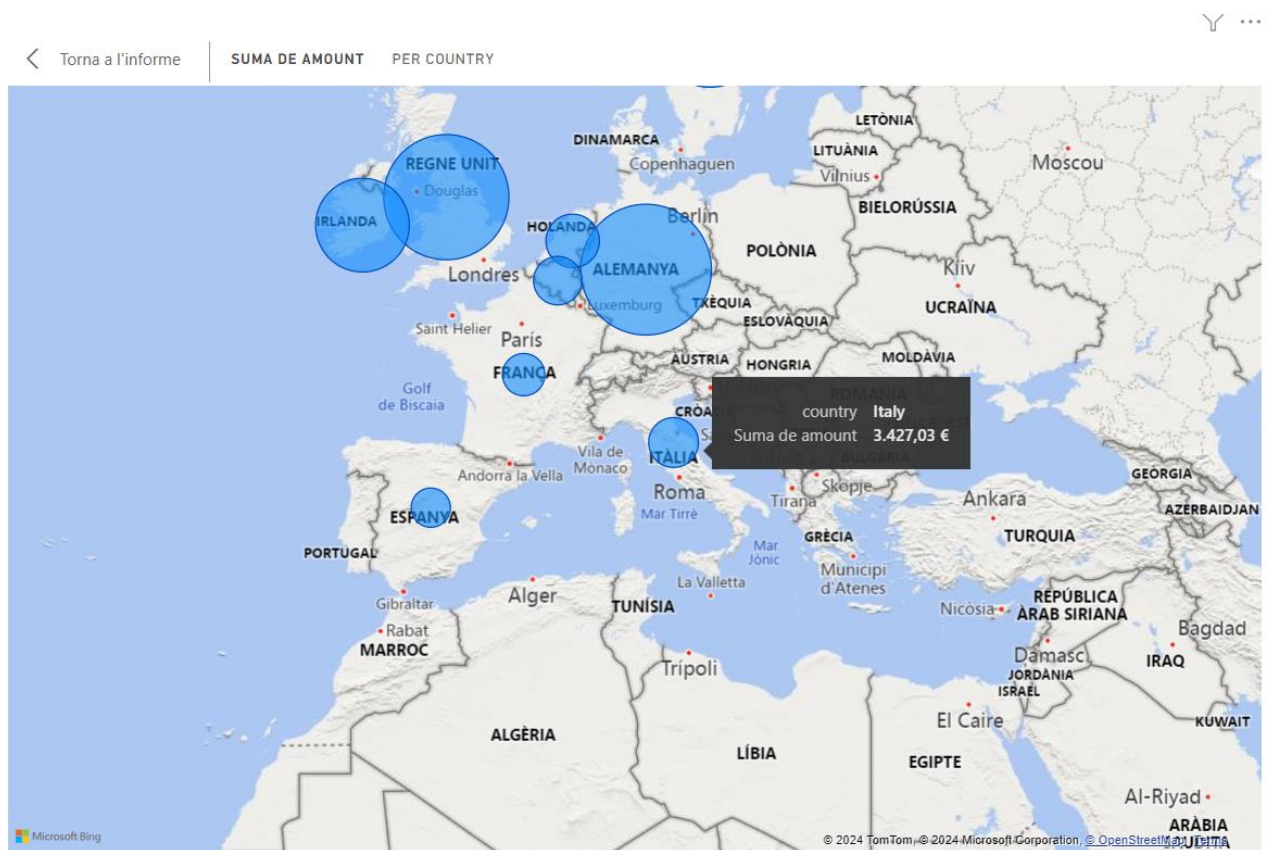 Torna a l'informe
SUMA DE AMOUNT
PER COUNTRY
LETÒNIA
DINAMARCA
Copenhaguen
LITUÀNIA
Moscou
REGNE UNIT
Vílnius
Douglas
IRLANDA
Berlín
BIELORÚSSIA
HOLANDA
POLÒNIA
Londres
ALEMANYA
Kíiv
Luxemburg
TXÈQUIA
UCRAÏNA
ESLOVÀQUIA
Saint Helier
París
ÀUSTRIA
HONGRIA
MOLDÀVIA
FRANÇA
Golf
de Biscaia
ROMANIA
CRÒA
country Italy
Suma de amount 3.427,03 €
Vila de
Mònaco
ITÀLIA
BULGÀRIA
Andorra la Vella
GEÒRGIA
Roma
Skopje
Tirana
Ankara
AZERBAIDJAN
Mar Tirrè
ESPANYA
TURQUIA
GRÈCIA
PORTUGAL
Mar
Jònic
Municipi
d'Atenes
La Valletta
Gibraltar
Alger
TUNÍSIA
Nicòsia
REPÚBLICA
ÀRAB SIRIANA
Rabat
MARROC
Bagdad
Trípoli
Damasc
IRAQ
JORDÀNIA
ISRAEL
El Caire
KUWAIT
ALGÈRIA
LÍBIA
EGIPTE
Al-Riyad
ARÀBIA
SAUDITA
Microsoft Bing
© 2024 TomTom, © 2024 Microsoft Corporation, © OpenStreetMap Terms